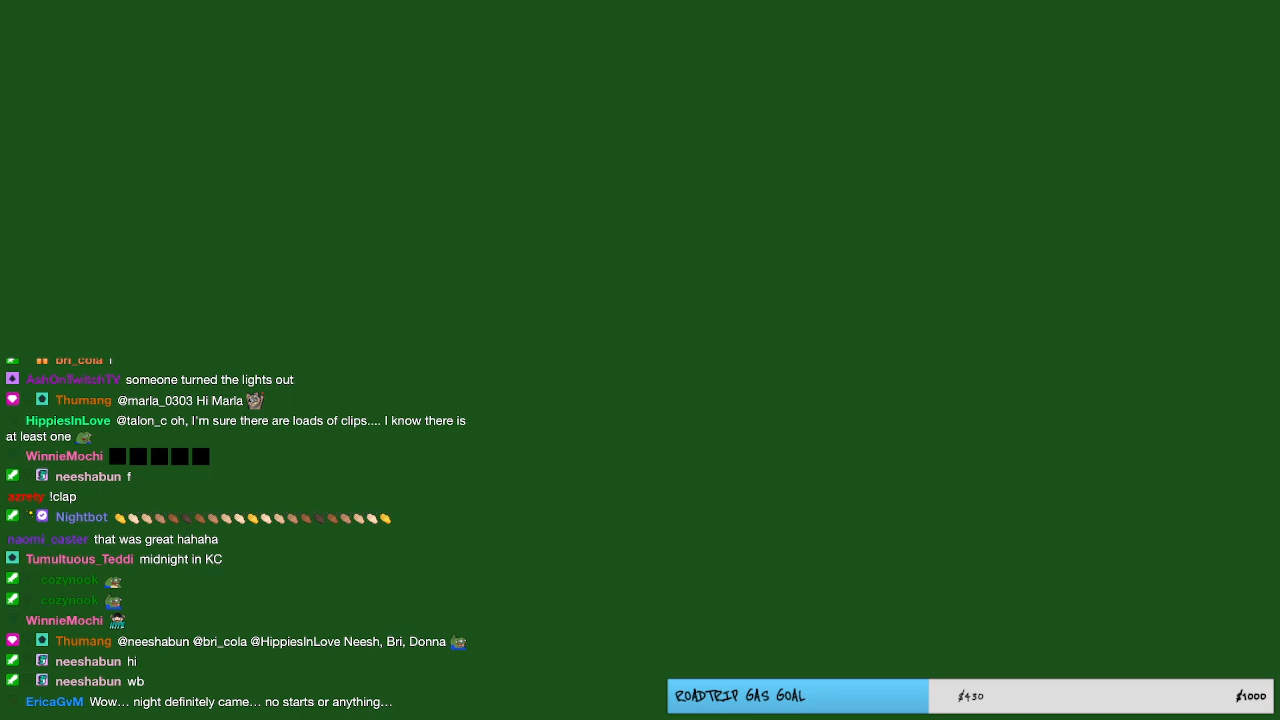 bri_cola f
AshOnTwitchTV someone turned the lights out
Thumang @marla_0303 Hi Marla
HippiesInLove @talon_c oh, I'm sure there are loads of clips.... I know there is
at least one
WinnieMochi
neeshabun f
azrety !clap
Nightbot
naomi_caster that was great hahaha
Tumultuous_Teddi midnight in KC
cozynook
cozynook
WinnieMochi
Thumang @neeshabun @bri_cola @HippiesInLove Neesh, Bri, Donna
neeshabun hi
neeshabun wb
EricaGvM Wow... night definitely came... no starts or anything...
ROADTRIP GAS GOAL $430 $1000